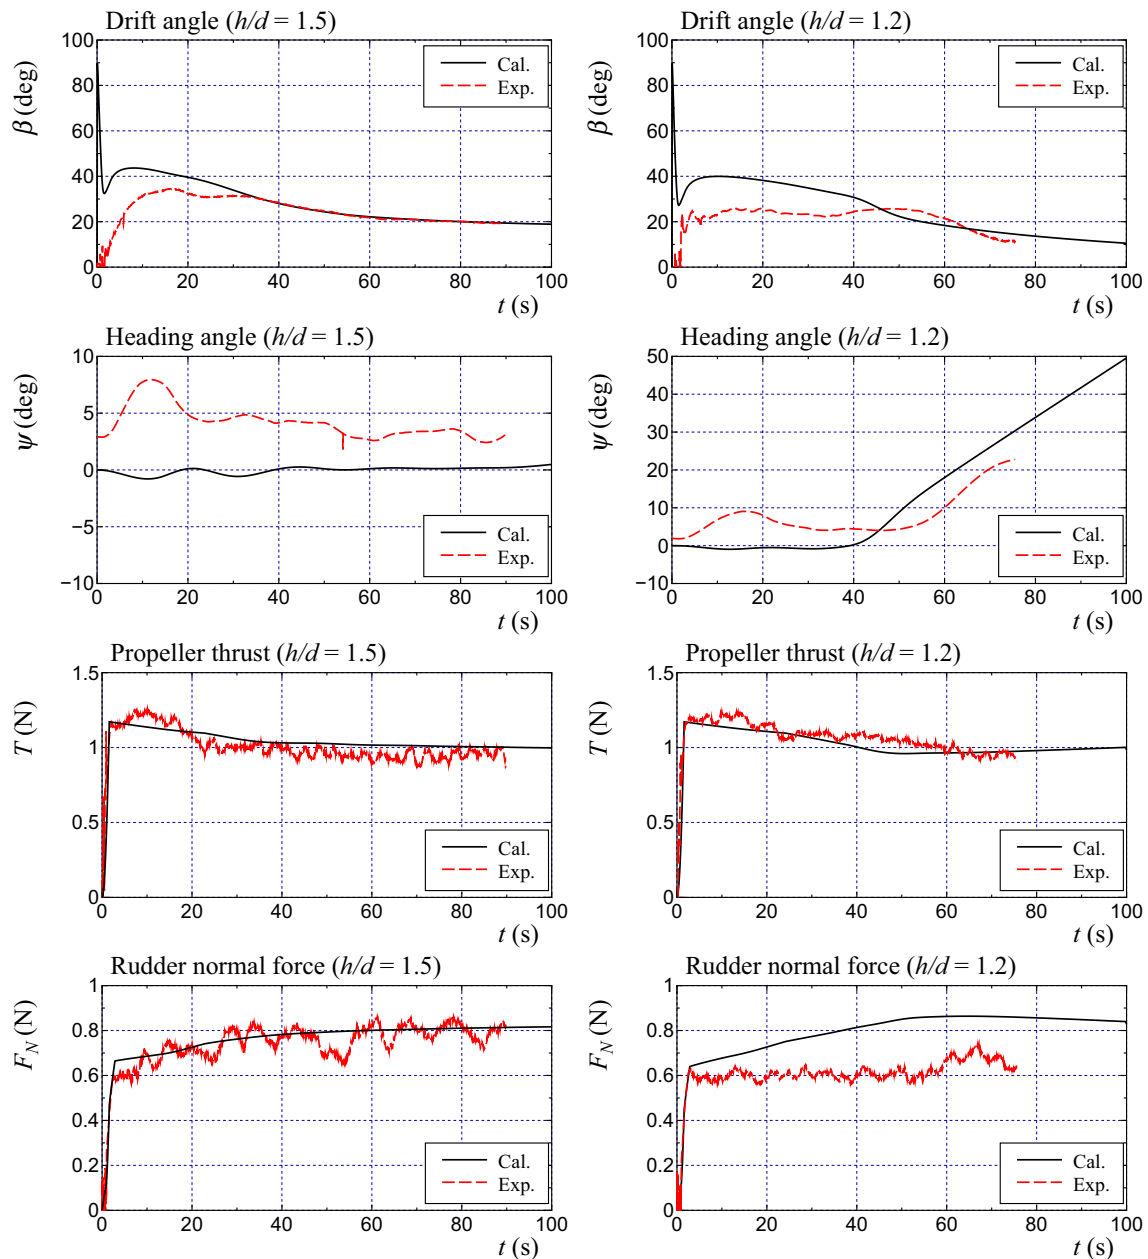 Drift angle (h/d = 1.5)
100
80
60
40
20
0
β (deg)
Cal.
Exp.
0 20 40 60 80 100
t (s)
Drift angle (h/d = 1.2)
100
80
60
40
20
0
β (deg)
Cal.
Exp.
0 20 40 60 80 100
t (s)
Heading angle (h/d = 1.5)
10
5
0
−5
−10
ψ (deg)
Cal.
Exp.
0 20 40 60 80 100
t (s)
Heading angle (h/d = 1.2)
50
40
30
20
10
0
−10
ψ (deg)
Cal.
Exp.
0 20 40 60 80 100
t (s)
Propeller thrust (h/d = 1.5)
1.5
1
0.5
0
T (N)
Cal.
Exp.
0 20 40 60 80 100
t (s)
Propeller thrust (h/d = 1.2)
1.5
1
0.5
0
T (N)
Cal.
Exp.
0 20 40 60 80 100
t (s)
Rudder normal force (h/d = 1.5)
1
0.8
0.6
0.4
0.2
0
F_N (N)
Cal.
Exp.
0 20 40 60 80 100
t (s)
Rudder normal force (h/d = 1.2)
1
0.8
0.6
0.4
0.2
0
F_N (N)
Cal.
Exp.
0 20 40 60 80 100
t (s)